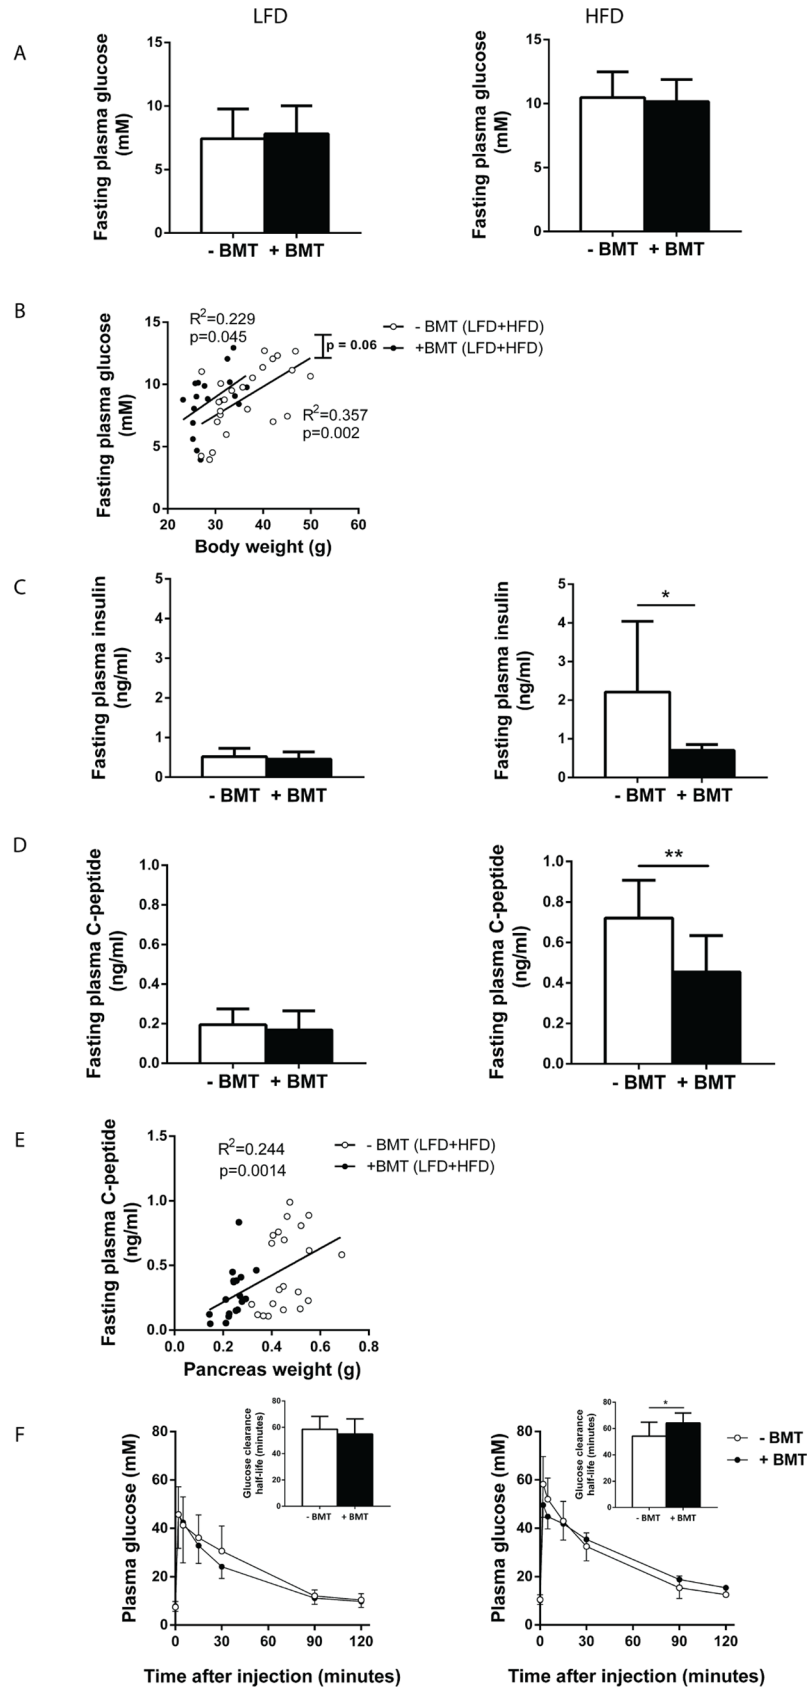 LFD
HFD
A
Fasting plasma glucose
(mM)
15
10
5
0
- BMT + BMT
Fasting plasma glucose
(mM)
15
10
5
0
- BMT + BMT
B
Fasting plasma glucose
(mM)
15
10
5
0
20 30 40 50 60
Body weight (g)
R2=0.229
p=0.045
p = 0.06
R2=0.357
p=0.002
- BMT (LFD+HFD)
+BMT (LFD+HFD)
C
Fasting plasma insulin
(ng/ml)
5
4
3
2
1
0
- BMT + BMT
Fasting plasma insulin
(ng/ml)
5
4
3
2
1
0
*
- BMT + BMT
D
Fasting plasma C-peptide
(ng/ml)
1.0
0.8
0.6
0.4
0.2
0.0
- BMT + BMT
Fasting plasma C-peptide
(ng/ml)
1.0
0.8
0.6
0.4
0.2
0.0
**
- BMT + BMT
E
Fasting plasma C-peptide
(ng/ml)
1.5
1.0
0.5
0.0
0.0 0.2 0.4 0.6 0.8
Pancreas weight (g)
R2=0.244
p=0.0014
- BMT (LFD+HFD)
+BMT (LFD+HFD)
F
Plasma glucose (mM)
80
60
40
20
0
0 30 60 90 120
Time after injection (minutes)
Glucose clearance
half-life (minutes)
80
60
40
20
0
- BMT + BMT
Plasma glucose (mM)
80
60
40
20
0
0 30 60 90 120
Time after injection (minutes)
Glucose clearance
half-life (minutes)
80
60
40
20
0
*
- BMT + BMT
- BMT
+ BMT